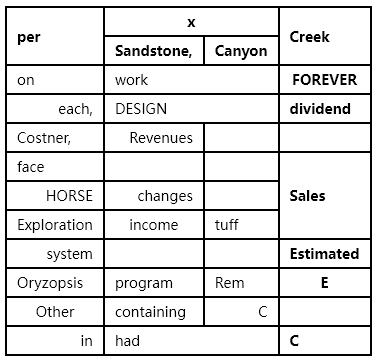 per x Creek
Sandstone, Canyon
on work FOREVER
each, DESIGN dividend
Costner, Revenues
face
HORSE changes Sales
Exploration income tuff
system Estimated
Oryzopsis program Rem E
Other containing C
in had C